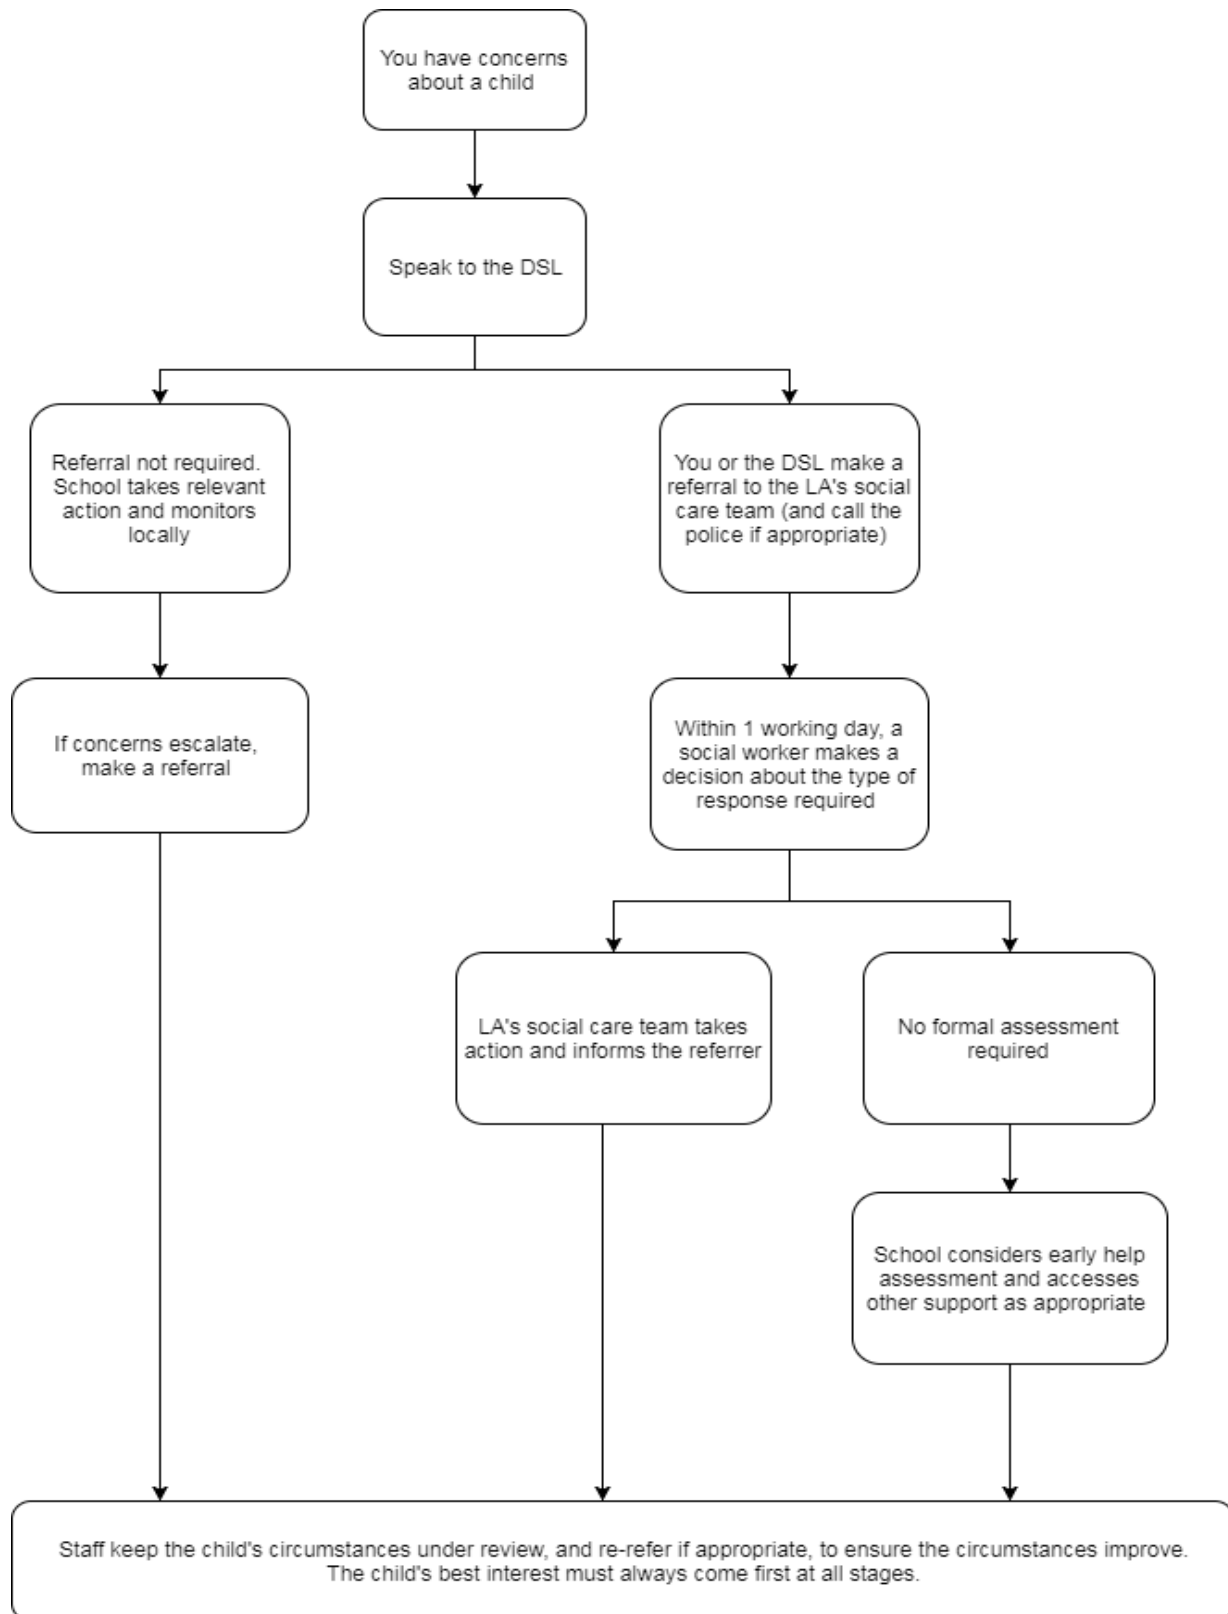 You have concerns
about a child
Speak to the DSL
Referral not required.
School takes relevant
action and monitors
locally
You or the DSL make a
referral to the LA's social
care team (and call the
police if appropriate)
If concerns escalate,
make a referral
Within 1 working day, a
social worker makes a
decision about the type of
response required
LA's social care team takes
action and informs the referrer
No formal assessment
required
School considers early help
assessment and accesses
other support as appropriate
Staff keep the child's circumstances under review, and re-refer if appropriate, to ensure the circumstances improve.
The child's best interest must always come first at all stages.